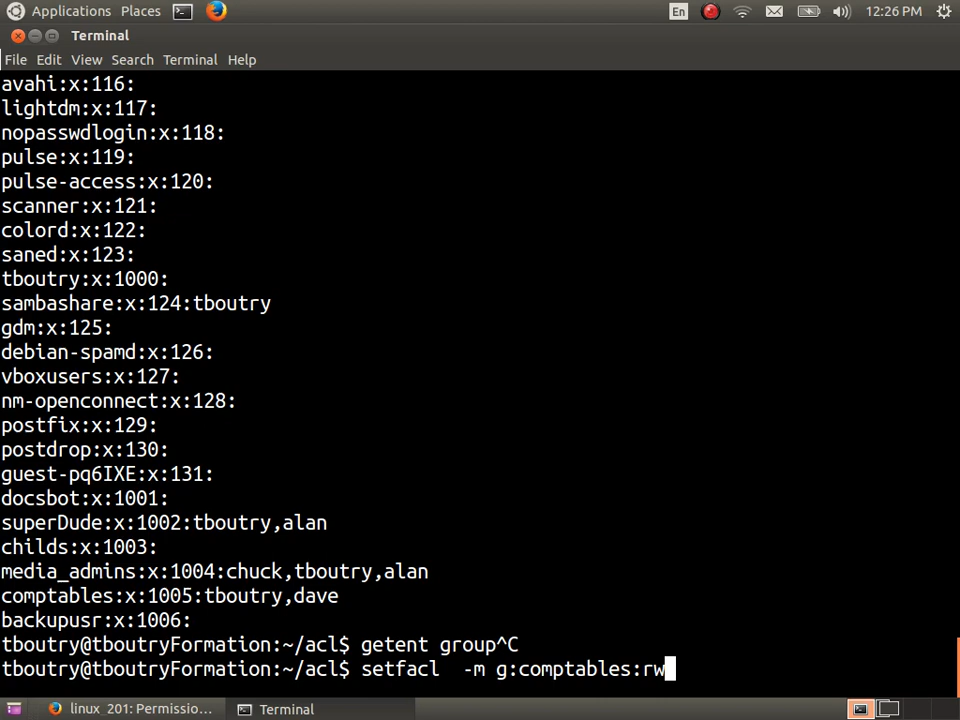 Applications Places En 12:26 PM
Terminal
File Edit View Search Terminal Help
avahi:x:116:
lightdm:x:117:
nopasswdlogin:x:118:
pulse:x:119:
pulse-access:x:120:
scanner:x:121:
colord:x:122:
saned:x:123:
tboutry:x:1000:
sambashare:x:124:tboutry
gdm:x:125:
debian-spamd:x:126:
vboxusers:x:127:
nm-openconnect:x:128:
postfix:x:129:
postdrop:x:130:
guest-pq6IXE:x:131:
docsbot:x:1001:
superDude:x:1002:tboutry,alan
childs:x:1003:
media_admins:x:1004:chuck,tboutry,alan
comptables:x:1005:tboutry,dave
backupusr:x:1006:
tboutry@tboutryFormation:~/acl$ getent group^C
tboutry@tboutryFormation:~/acl$ setfacl  -m g:comptables:rw
linux_201: Permissio... Terminal